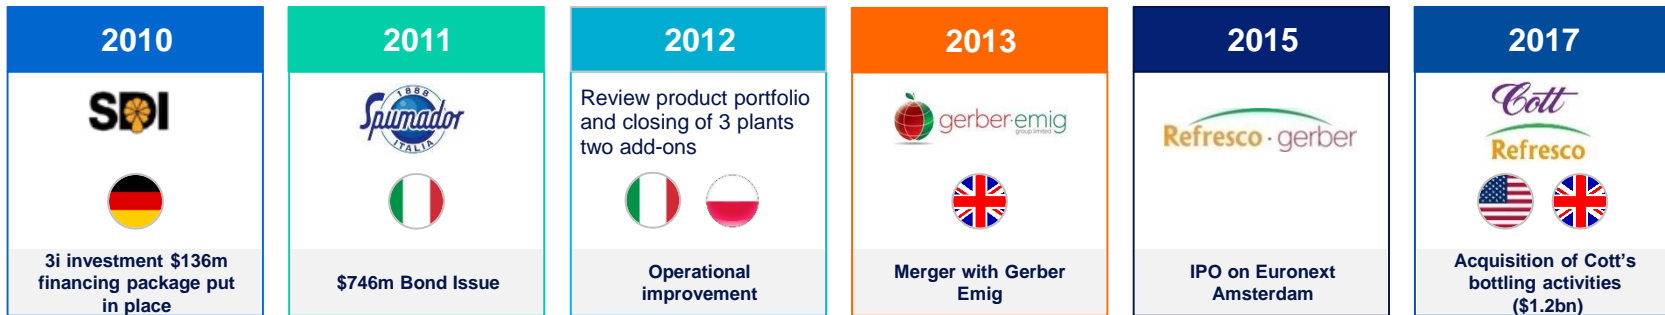 2010
2011
2012
2013
2015
2017
SDI
1888
Spumador
ITALIA
Review product portfolio
and closing of 3 plants
two add-ons
gerber·emig
group limited
Refresco · gerber
Cott
Refresco
3i investment $136m
financing package put
in place
$746m Bond Issue
Operational
improvement
Merger with Gerber
Emig
IPO on Euronext
Amsterdam
Acquisition of Cott’s
bottling activities
($1.2bn)